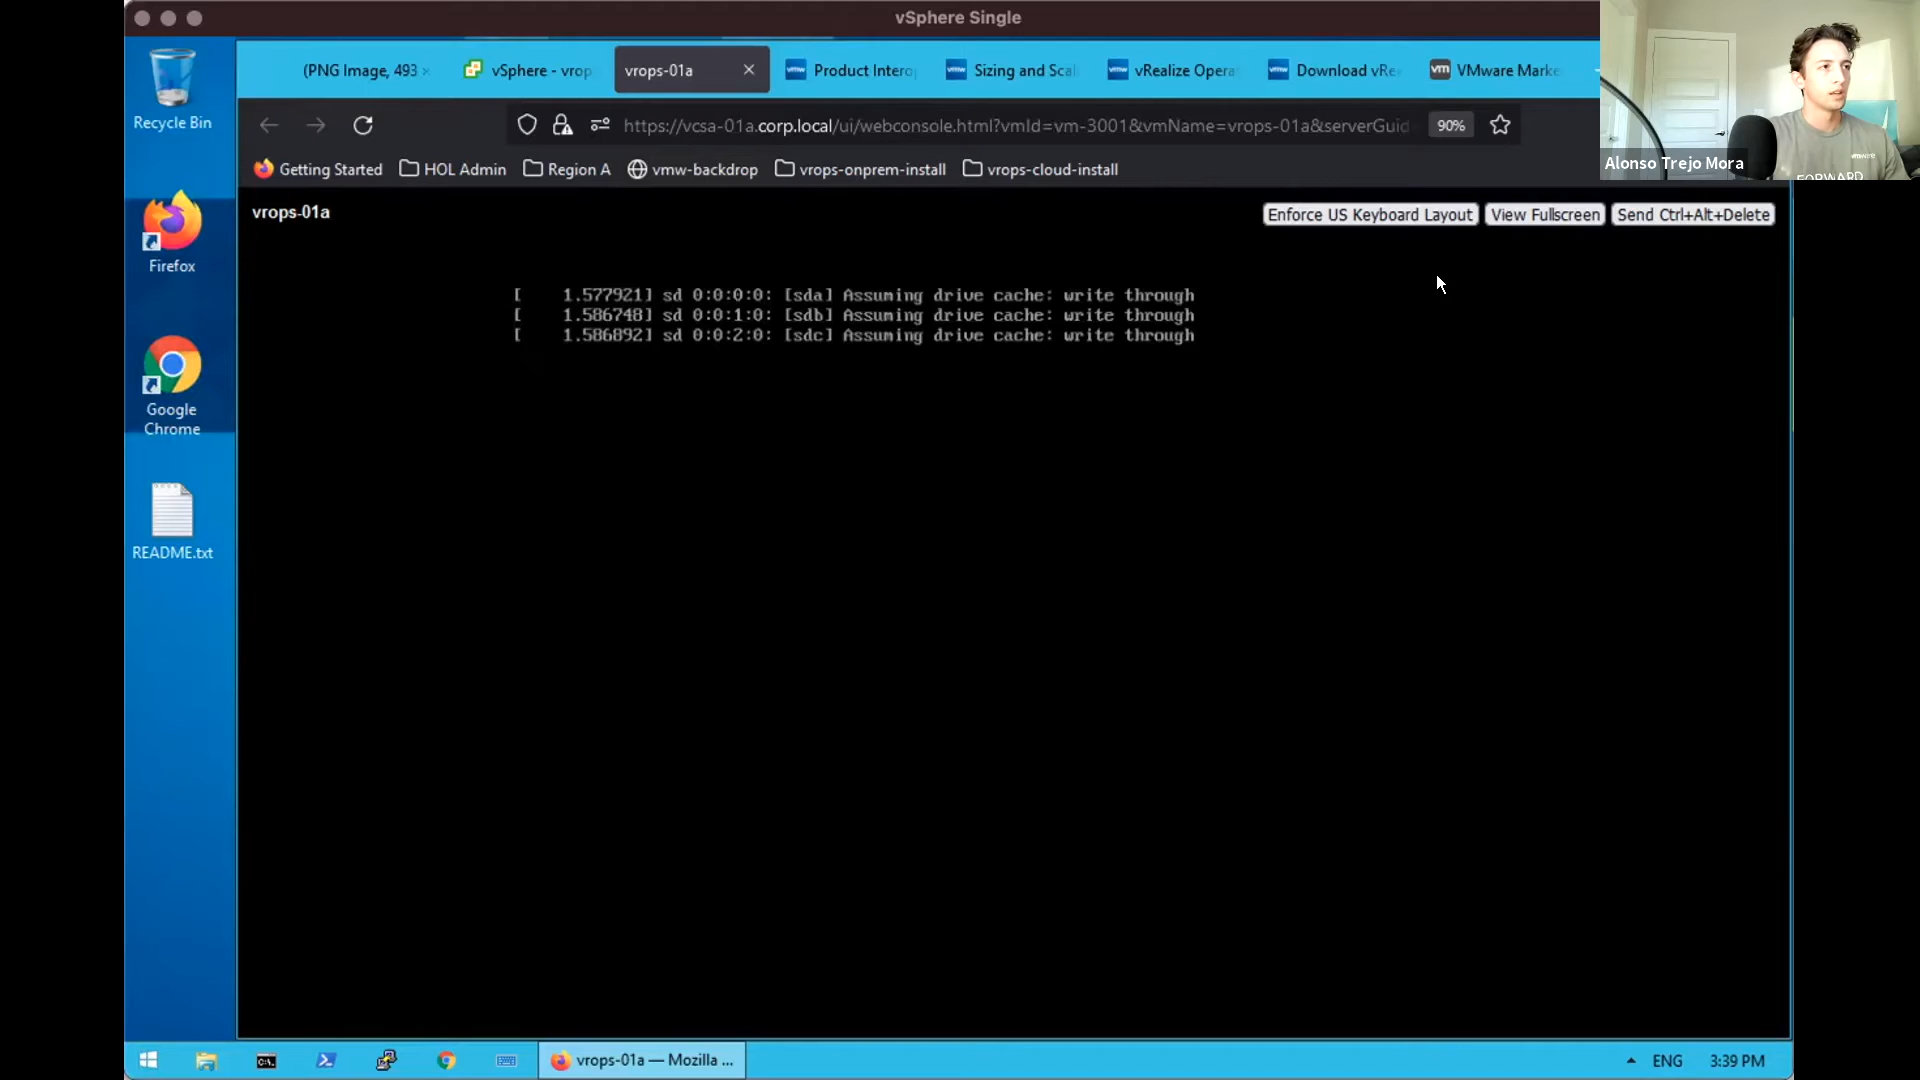 vSphere Single
(PNG Image, 493
vSphere - vrop
vrops-01a
Product Intero
Sizing and Sca
vRealize Opera
Download vRe
VMware Marke
https://vcsa-01a.corp.local/ui/webconsole.html?vmId=vm-3001&vmName=vrops-01a&serverGuid
90%
Getting Started
HOL Admin
Region A
vmw-backdrop
vrops-onprem-install
vrops-cloud-install
Alonso Trejo Mora
FORWARD
vrops-01a
Enforce US Keyboard Layout
View Fullscreen
Send Ctrl+Alt+Delete
[    1.577921] sd 0:0:0:0: [sda] Assuming drive cache: write through
[    1.586748] sd 0:0:1:0: [sdb] Assuming drive cache: write through
[    1.586892] sd 0:0:2:0: [sdc] Assuming drive cache: write through
Recycle Bin
Firefox
Google
Chrome
README.txt
vrops-01a — Mozilla ...
ENG
3:39 PM